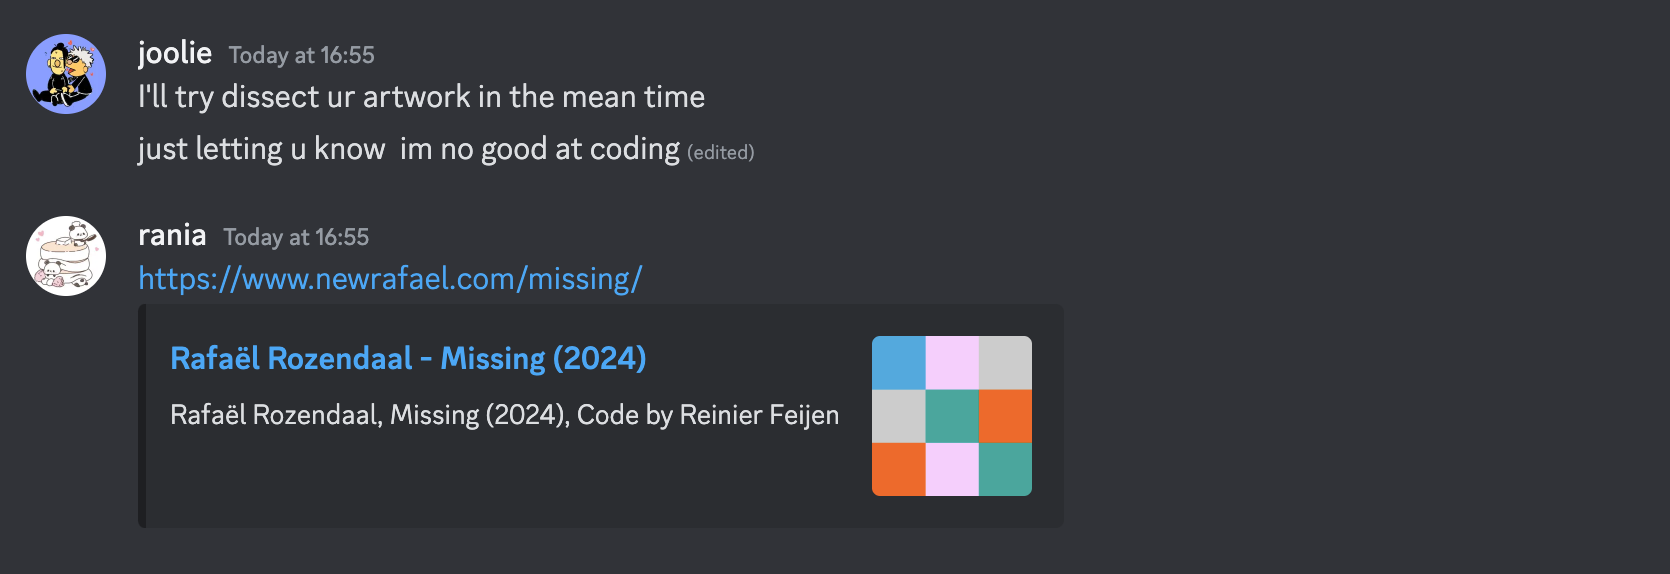 joolie Today at 16:55
I'll try dissect ur artwork in the mean time
just letting u know  im no good at coding (edited)
rania Today at 16:55
https://www.newrafael.com/missing/
Rafaël Rozendaal - Missing (2024)
Rafaël Rozendaal, Missing (2024), Code by Reinier Feijen